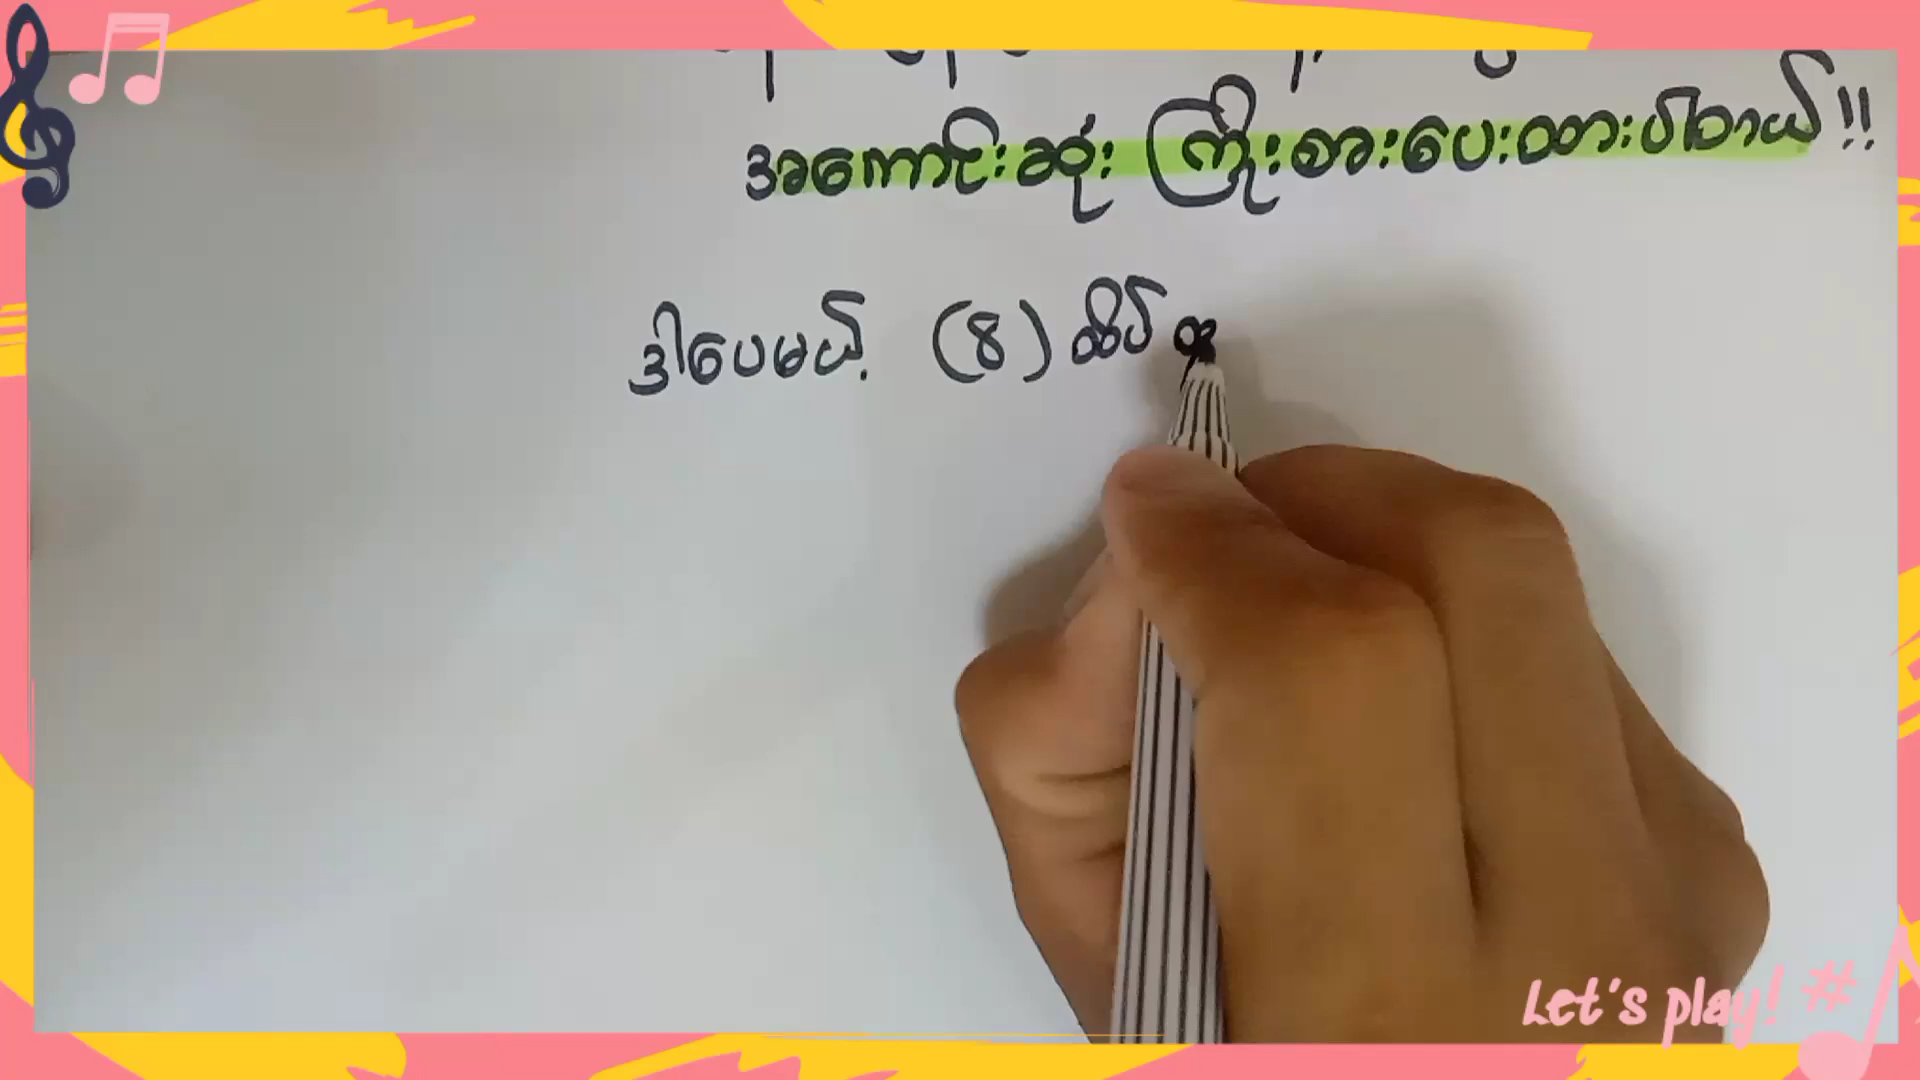 အကောင်းဆုံး ကြိုးစားပေးထားပါတယ် !!
ဒါပေမယ့် (8) ထိပ်
Let's play!